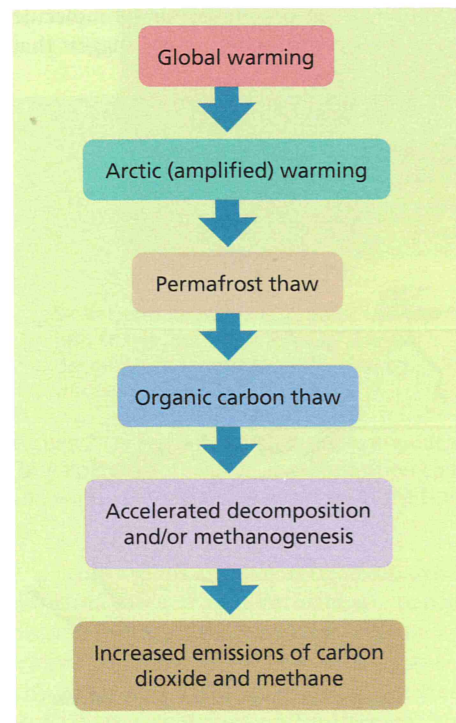 Global warming
Arctic (amplified) warming
Permafrost thaw
Organic carbon thaw
Accelerated decomposition
and/or methanogenesis
Increased emissions of carbon
dioxide and methane